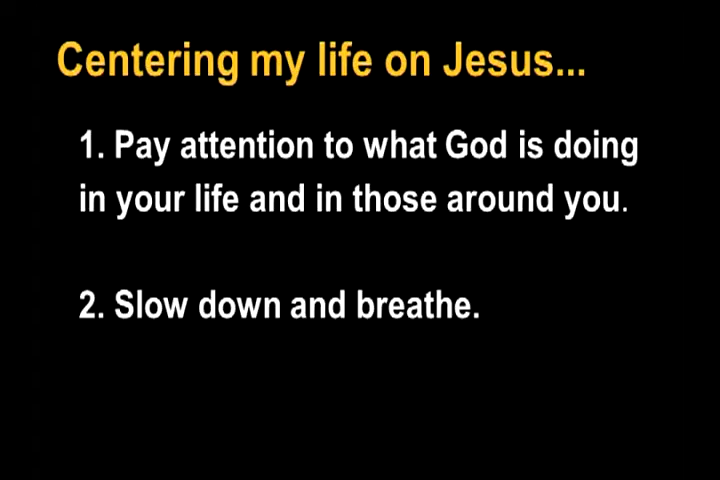 Centering my life on Jesus...
1. Pay attention to what God is doing
in your life and in those around you.
2. Slow down and breathe.